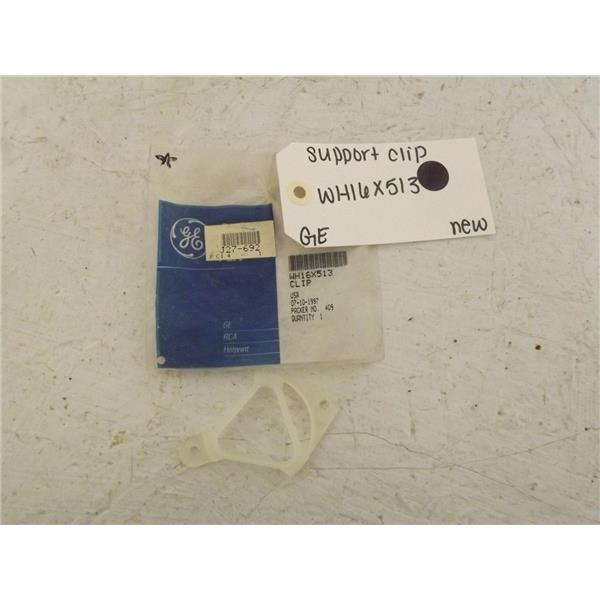 support clip
WH16X513
GE
new
GE
127-692
WH16X513
CLIP
USA
07-10-1997
PACKER NO. 409
QUANTITY 1
GE
RCA
Hotpoint